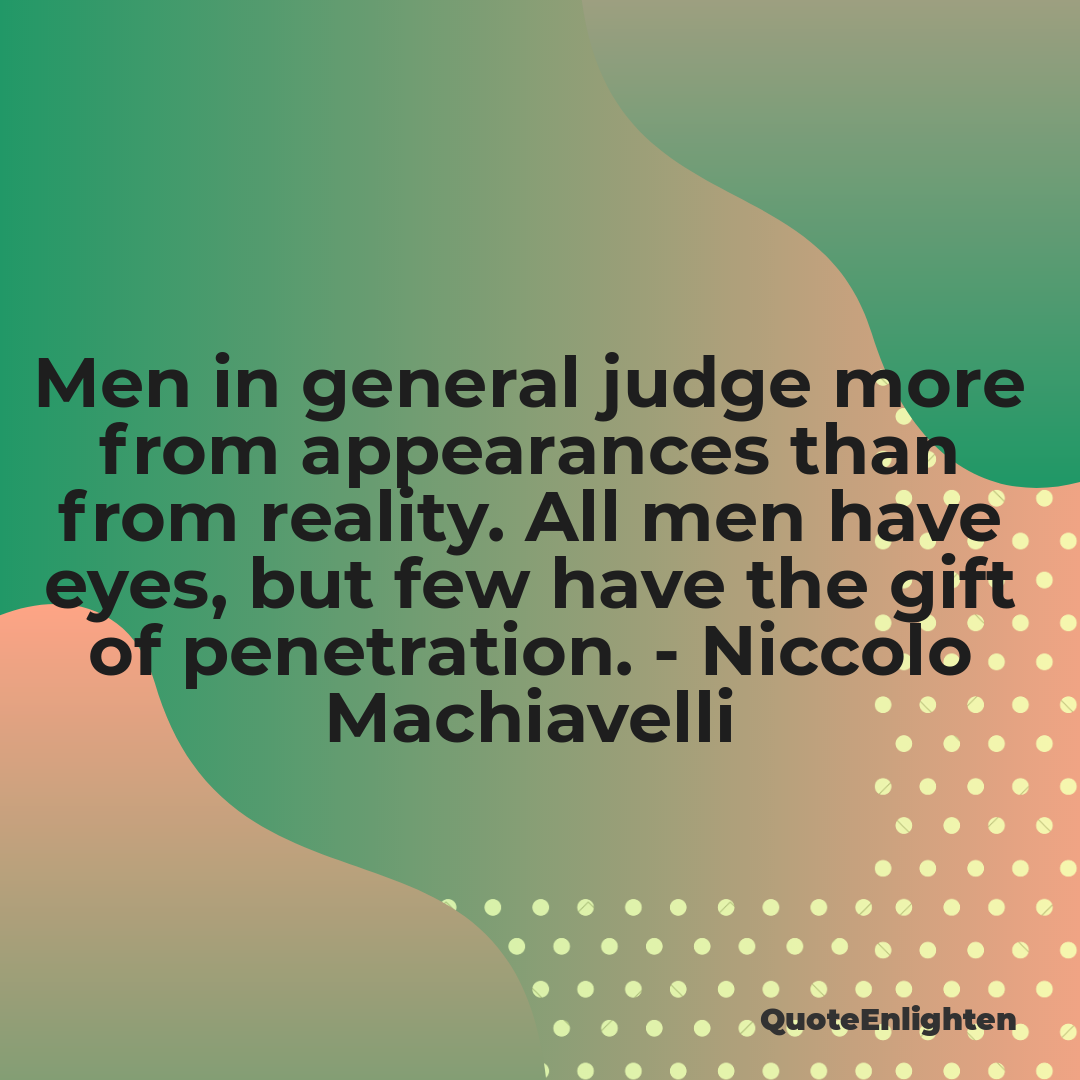 Men in general judge more
from appearances than
from reality. All men have
eyes, but few have the gift
of penetration. - Niccolo
Machiavelli
QuoteEnlighten